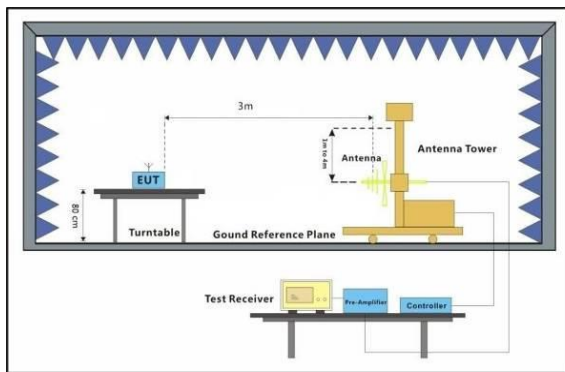 3m
1m to 4m
Antenna
Antenna Tower
EUT
80 cm
Turntable
Gound Reference Plane
Test Receiver
Pre-Amplifier
Controller